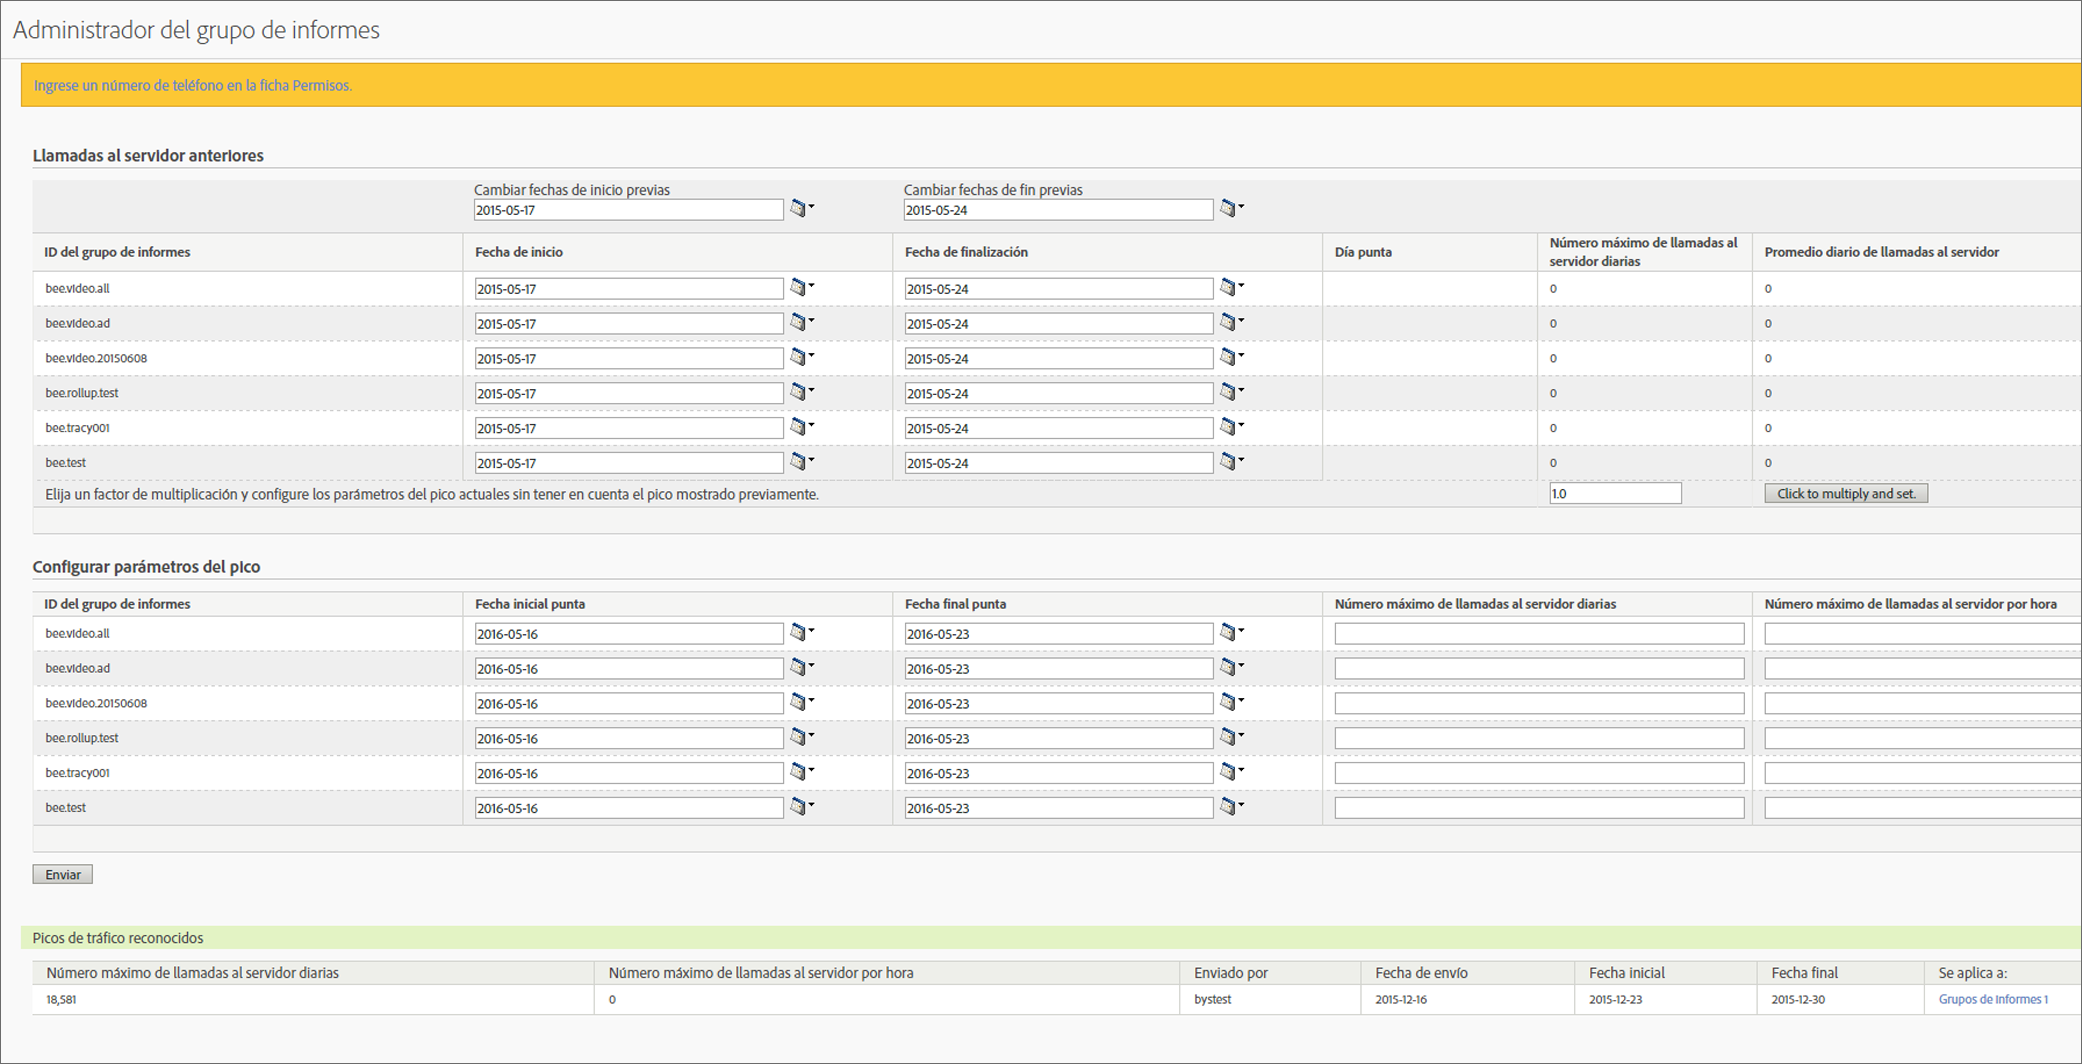 Administrador del grupo de informes
Ingrese un número de teléfono en la ficha Permisos.
Llamadas al servidor anteriores
Cambiar fechas de inicio previas Cambiar fechas de fin previas
2015-05-17 2015-05-24
ID del grupo de informes Fecha de inicio Fecha de finalización Día punta Número máximo de llamadas al servidor diarias Promedio diario de llamadas al servidor
bee.video.all 2015-05-17 2015-05-24 0 0
bee.video.ad 2015-05-17 2015-05-24 0 0
bee.video.20150608 2015-05-17 2015-05-24 0 0
bee.rollup.test 2015-05-17 2015-05-24 0 0
bee.tracy001 2015-05-17 2015-05-24 0 0
bee.test 2015-05-17 2015-05-24 0 0
Elija un factor de multiplicación y configure los parámetros del pico actuales sin tener en cuenta el pico mostrado previamente. 1.0 Click to multiply and set.
Configurar parámetros del pico
ID del grupo de informes Fecha inicial punta Fecha final punta Número máximo de llamadas al servidor diarias Número máximo de llamadas al servidor por hora
bee.video.all 2016-05-16 2016-05-23
bee.video.ad 2016-05-16 2016-05-23
bee.video.20150608 2016-05-16 2016-05-23
bee.rollup.test 2016-05-16 2016-05-23
bee.tracy001 2016-05-16 2016-05-23
bee.test 2016-05-16 2016-05-23
Enviar
Picos de tráfico reconocidos
Número máximo de llamadas al servidor diarias Número máximo de llamadas al servidor por hora Enviado por Fecha de envío Fecha inicial Fecha final Se aplica a:
18,581 0 bystest 2015-12-16 2015-12-23 2015-12-30 Grupos de Informes 1